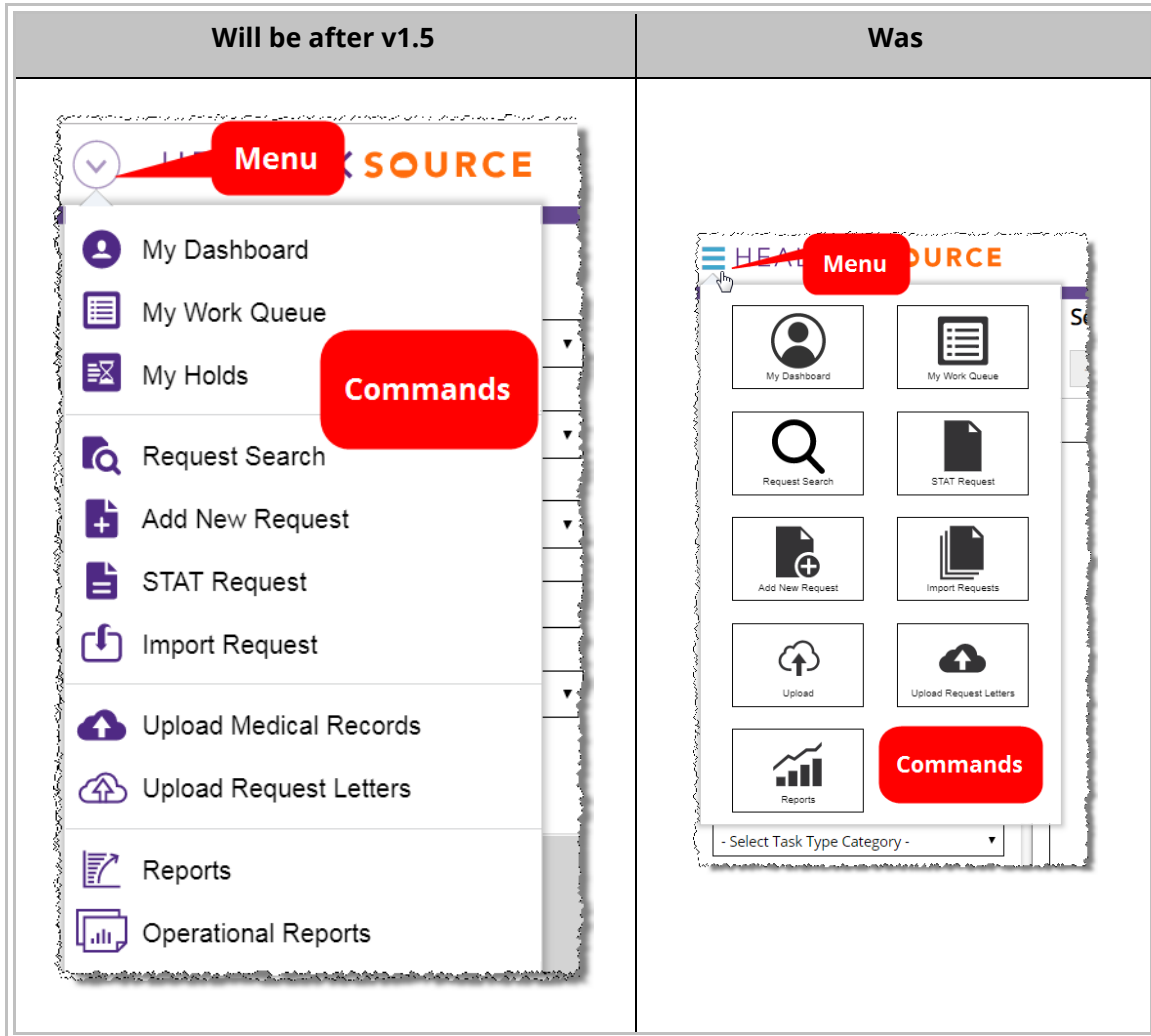 Will be after v1.5
Was
Menu
SOURCE
My Dashboard
My Work Queue
My Holds
Commands
Request Search
Add New Request
STAT Request
Import Request
Upload Medical Records
Upload Request Letters
Reports
Operational Reports
Menu
My Dashboard
My Work Queue
Request Search
STAT Request
Add New Request
Import Requests
Upload
Upload Request Letters
Reports
Commands
- Select Task Type Category -